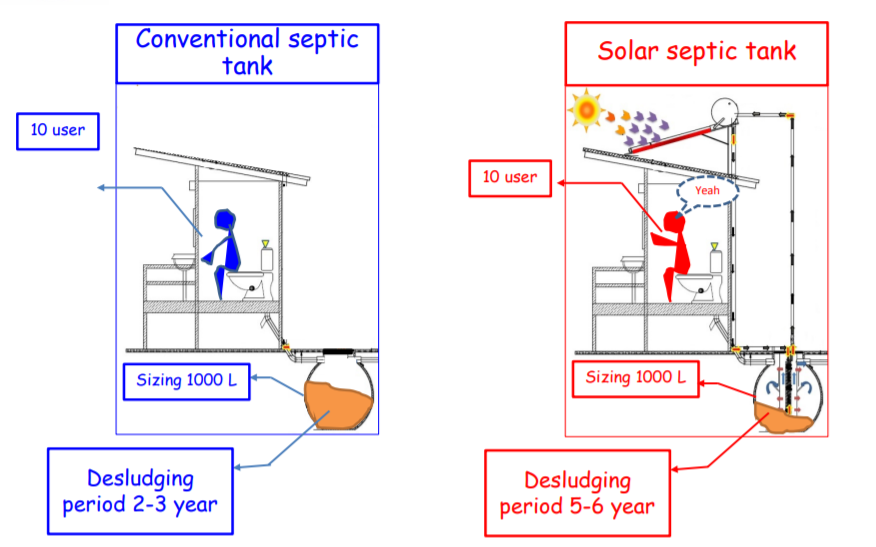 Conventional septic
tank
10 user
Sizing 1000 L
Desludging
period 2-3 year
Solar septic tank
10 user
Yeah
Sizing 1000 L
Desludging
period 5-6 year